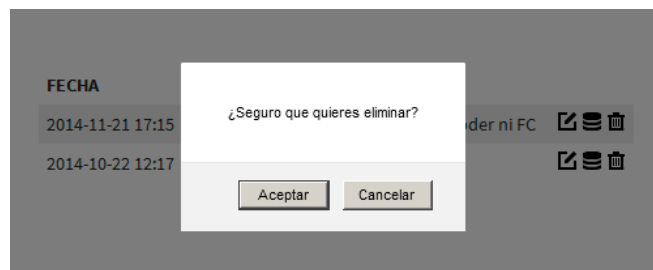 FECHA
¿Seguro que quieres eliminar?
2014-11-21 17:15 der ni FC
2014-10-22 12:17
Aceptar Cancelar